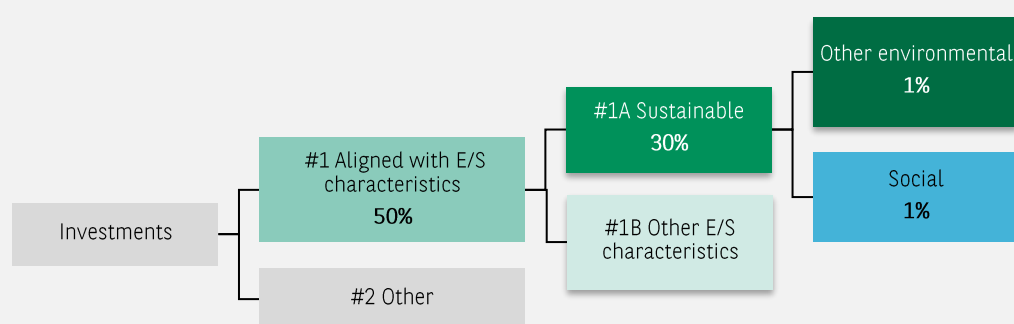 Investments
#1 Aligned with E/S
characteristics
50%
#2 Other
#1A Sustainable
30%
#1B Other E/S
characteristics
Other environmental
1%
Social
1%